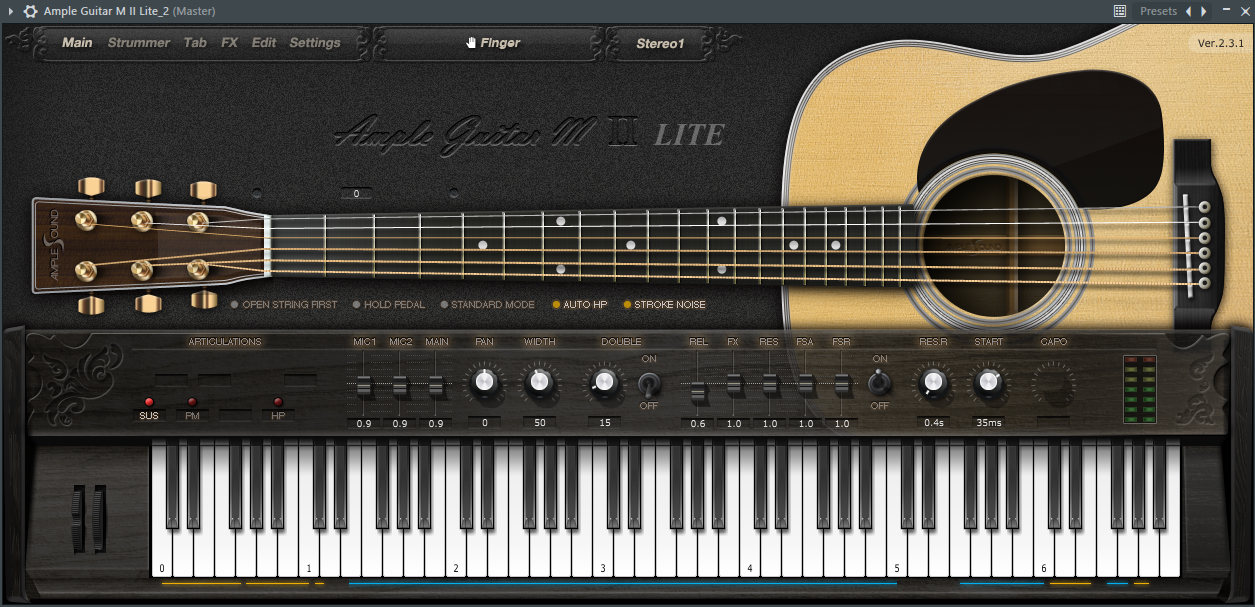 Ample Guitar M II Lite_2 (Master) Presets
Main Strummer Tab FX Edit Settings Finger Stereo1 Ver.2.3.1
Ample Guitar M II LITE
0
AMPLE SOUND
OPEN STRING FIRST HOLD PEDAL STANDARD MODE AUTO HP STROKE NOISE
ARTICULATIONS MIC1 MIC2 MAIN PAN WIDTH DOUBLE REL FX RES FSA FSR RES.R START CAPO
ON ON
OFF OFF
SUS PM HP
0.9 0.9 0.9 0 50 15 0.6 1.0 1.0 1.0 1.0 0.4s 35ms
0 1 2 3 4 5 6